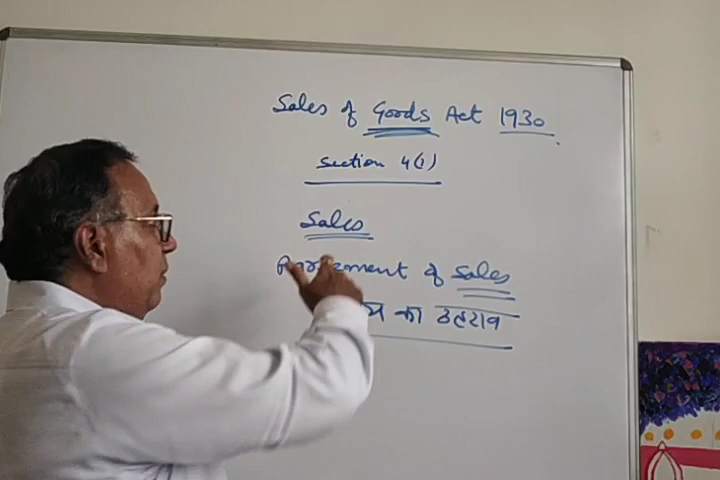 Sales of Goods Act 1930
Section 4(1)
Sales
of Sales
का ठहराव